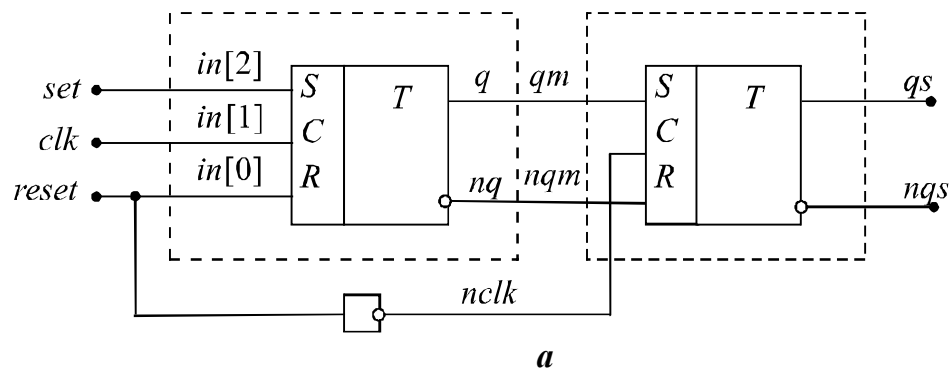 set in[2] S T q qm S T qs
clk in[1] C C
reset in[0] R nq nqm R nqs
nclk
a